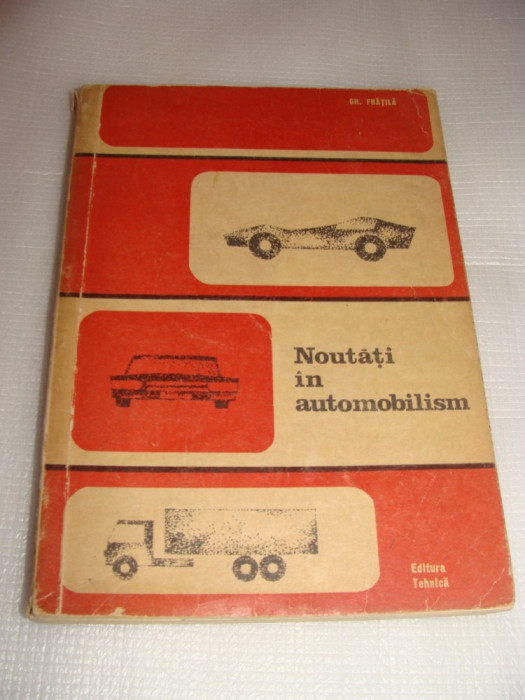 GH. FRĂȚILĂ
Noutăți
în
automobilism
Editura
Tehnică